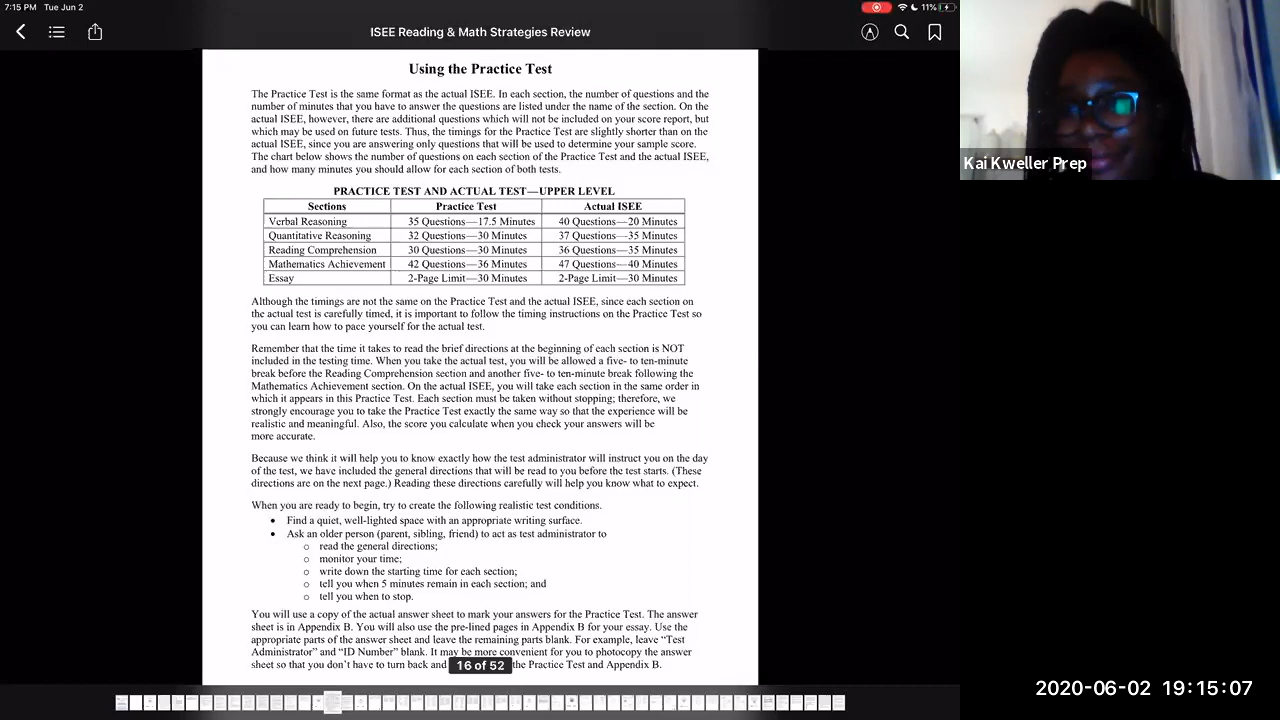 7:15 PM Tue Jun 2
11%
ISEE Reading & Math Strategies Review
Using the Practice Test
The Practice Test is the same format as the actual ISEE. In each section, the number of questions and the
number of minutes that you have to answer the questions are listed under the name of the section. On the
actual ISEE, however, there are additional questions which will not be included on your score report, but
which may be used on future tests. Thus, the timings for the Practice Test are slightly shorter than on the
actual ISEE, since you are answering only questions that will be used to determine your sample score.
The chart below shows the number of questions on each section of the Practice Test and the actual ISEE,
and how many minutes you should allow for each section of both tests.
PRACTICE TEST AND ACTUAL TEST—UPPER LEVEL
Sections Practice Test Actual ISEE
Verbal Reasoning 35 Questions—17.5 Minutes 40 Questions—20 Minutes
Quantitative Reasoning 32 Questions—30 Minutes 37 Questions—35 Minutes
Reading Comprehension 30 Questions—30 Minutes 36 Questions—35 Minutes
Mathematics Achievement 42 Questions—36 Minutes 47 Questions—40 Minutes
Essay 2-Page Limit—30 Minutes 2-Page Limit—30 Minutes
Although the timings are not the same on the Practice Test and the actual ISEE, since each section on
the actual test is carefully timed, it is important to follow the timing instructions on the Practice Test so
you can learn how to pace yourself for the actual test.
Remember that the time it takes to read the brief directions at the beginning of each section is NOT
included in the testing time. When you take the actual test, you will be allowed a five- to ten-minute
break before the Reading Comprehension section and another five- to ten-minute break following the
Mathematics Achievement section. On the actual ISEE, you will take each section in the same order in
which it appears in this Practice Test. Each section must be taken without stopping; therefore, we
strongly encourage you to take the Practice Test exactly the same way so that the experience will be
realistic and meaningful. Also, the score you calculate when you check your answers will be
more accurate.
Because we think it will help you to know exactly how the test administrator will instruct you on the day
of the test, we have included the general directions that will be read to you before the test starts. (These
directions are on the next page.) Reading these directions carefully will help you know what to expect.
When you are ready to begin, try to create the following realistic test conditions.
• Find a quiet, well-lighted space with an appropriate writing surface.
• Ask an older person (parent, sibling, friend) to act as test administrator to
o read the general directions;
o monitor your time;
o write down the starting time for each section;
o tell you when 5 minutes remain in each section; and
o tell you when to stop.
You will use a copy of the actual answer sheet to mark your answers for the Practice Test. The answer
sheet is in Appendix B. You will also use the pre-lined pages in Appendix B for your essay. Use the
appropriate parts of the answer sheet and leave the remaining parts blank. For example, leave “Test
Administrator” and “ID Number” blank. It may be more convenient for you to photocopy the answer
sheet so that you don’t have to turn back and the Practice Test and Appendix B.
16 of 52
Kai Kweller Prep
2020-06-02 19:15:07